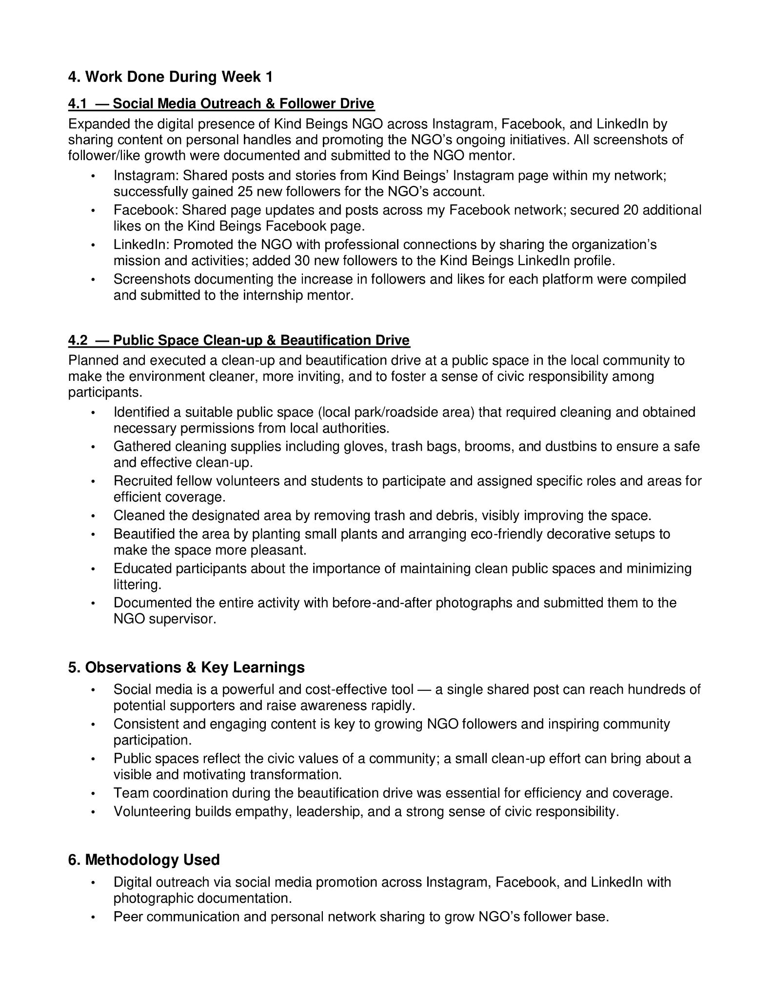 4. Work Done During Week 1
4.1 — Social Media Outreach & Follower Drive
Expanded the digital presence of Kind Beings NGO across Instagram, Facebook, and LinkedIn by
sharing content on personal handles and promoting the NGO’s ongoing initiatives. All screenshots of
follower/like growth were documented and submitted to the NGO mentor.
• Instagram: Shared posts and stories from Kind Beings’ Instagram page within my network;
successfully gained 25 new followers for the NGO’s account.
• Facebook: Shared page updates and posts across my Facebook network; secured 20 additional
likes on the Kind Beings Facebook page.
• LinkedIn: Promoted the NGO with professional connections by sharing the organization’s
mission and activities; added 30 new followers to the Kind Beings LinkedIn profile.
• Screenshots documenting the increase in followers and likes for each platform were compiled
and submitted to the internship mentor.
4.2 — Public Space Clean-up & Beautification Drive
Planned and executed a clean-up and beautification drive at a public space in the local community to
make the environment cleaner, more inviting, and to foster a sense of civic responsibility among
participants.
• Identified a suitable public space (local park/roadside area) that required cleaning and obtained
necessary permissions from local authorities.
• Gathered cleaning supplies including gloves, trash bags, brooms, and dustbins to ensure a safe
and effective clean-up.
• Recruited fellow volunteers and students to participate and assigned specific roles and areas for
efficient coverage.
• Cleaned the designated area by removing trash and debris, visibly improving the space.
• Beautified the area by planting small plants and arranging eco-friendly decorative setups to
make the space more pleasant.
• Educated participants about the importance of maintaining clean public spaces and minimizing
littering.
• Documented the entire activity with before-and-after photographs and submitted them to the
NGO supervisor.
5. Observations & Key Learnings
• Social media is a powerful and cost-effective tool — a single shared post can reach hundreds of
potential supporters and raise awareness rapidly.
• Consistent and engaging content is key to growing NGO followers and inspiring community
participation.
• Public spaces reflect the civic values of a community; a small clean-up effort can bring about a
visible and motivating transformation.
• Team coordination during the beautification drive was essential for efficiency and coverage.
• Volunteering builds empathy, leadership, and a strong sense of civic responsibility.
6. Methodology Used
• Digital outreach via social media promotion across Instagram, Facebook, and LinkedIn with
photographic documentation.
• Peer communication and personal network sharing to grow NGO’s follower base.